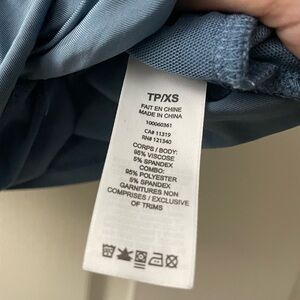 TP/XS
FAIT EN CHINE
MADE IN CHINA
100060361
CA# 11319
RN# 121340
CORPS / BODY:
95% VISCOSE
5% SPANDEX
COMBO:
95% POLYESTER
5% SPANDEX
GARNITURES NON
COMPRISES / EXCLUSIVE
OF TRIMS